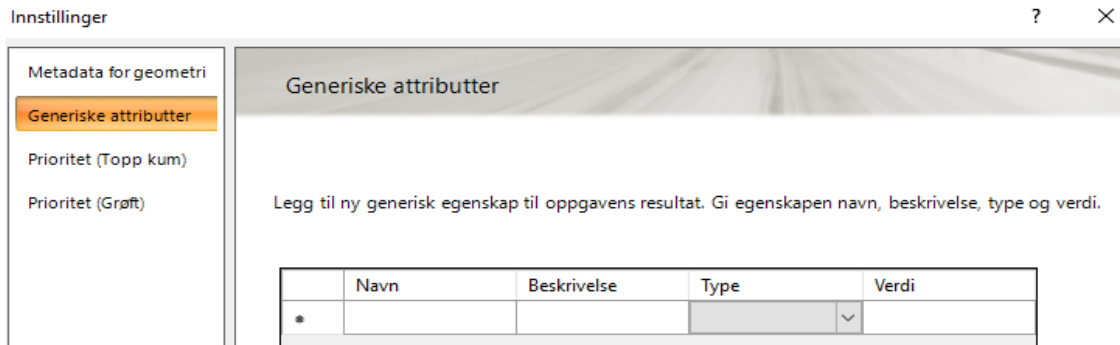 Innstillinger ? ×
Metadata for geometri
Generiske attributter
Prioritet (Topp kum)
Prioritet (Grøft)
Generiske attributter
Legg til ny generisk egenskap til oppgavens resultat. Gi egenskapen navn, beskrivelse, type og verdi.
Navn Beskrivelse Type Verdi
*